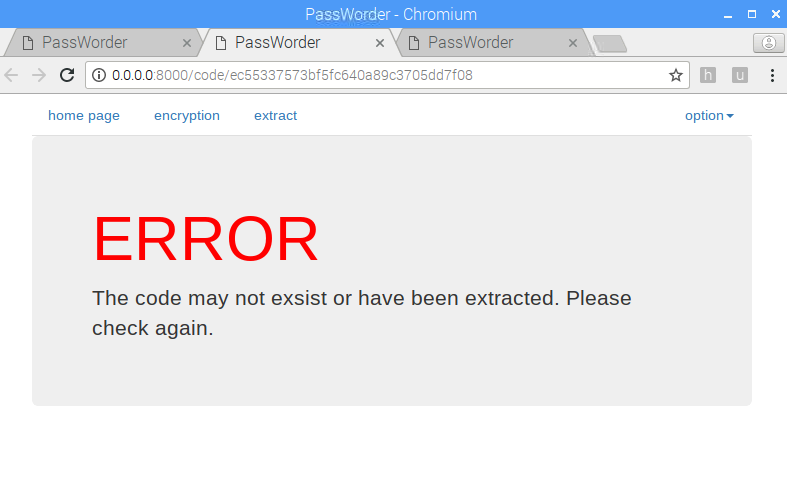 PassWorder - Chromium
PassWorder PassWorder PassWorder
0.0.0.0:8000/code/ec55337573bf5fc640a89c3705dd7f08 h u
home page encryption extract option
ERROR
The code may not exsist or have been extracted. Please
check again.